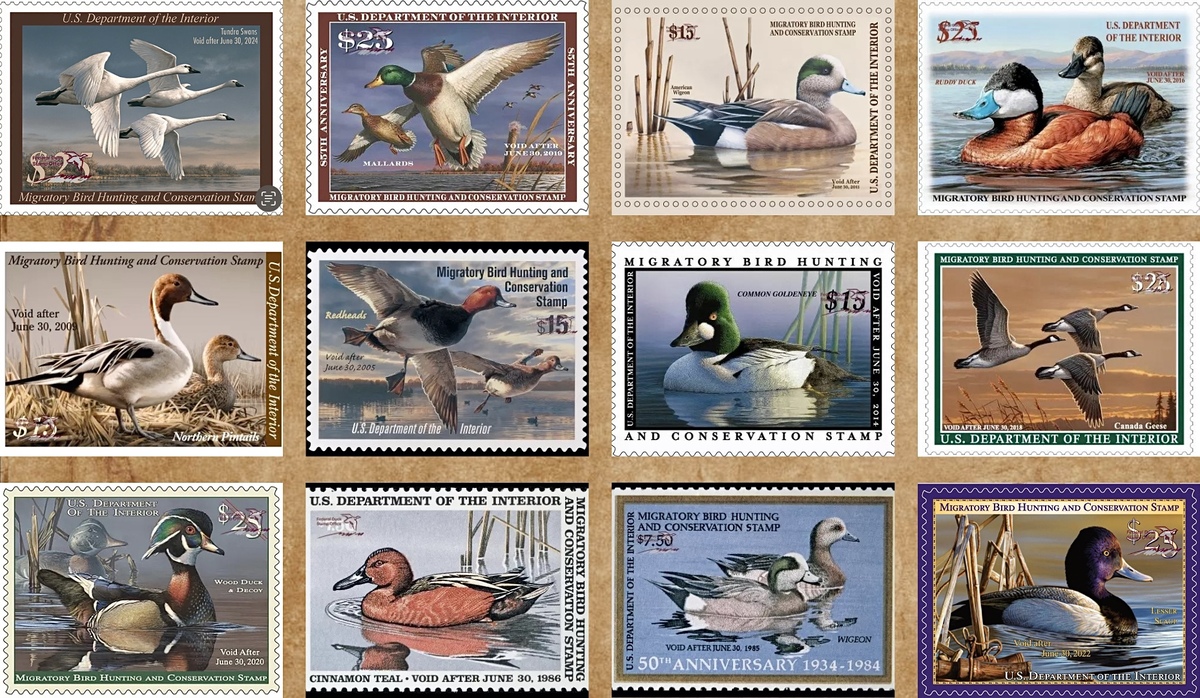 U.S. Department of the Interior
Tundra Swans
Void after June 30, 2024
Migratory Bird Hunting and Conservation Stam
U.S. DEPARTMENT OF THE INTERIOR
$25
85TH ANNIVERSARY
85TH ANNIVERSARY
MALLARDS
VOID AFTER
JUNE 30, 2019
MIGRATORY BIRD HUNTING AND CONSERVATION STAMP
$15
MIGRATORY BIRD HUNTING
AND CONSERVATION STAMP
American
Wigeon
U.S. DEPARTMENT OF THE INTERIOR
Void After
$25
U.S. DEPARTMENT
OF THE INTERIOR
RUDDY DUCK
VOID AFTER
JUNE 30, 2016
MIGRATORY BIRD HUNTING AND CONSERVATION STAMP
Migratory Bird Hunting and Conservation Stamp
U.S. Department of the Interior
Void after
June 30, 2009
$15
Northern Pintails
Migratory Bird Hunting and
Conservation
Stamp
$15
Redheads
Void after
June 30, 2005
U.S. Department of the Interior
MIGRATORY BIRD HUNTING
U.S. DEPARTMENT OF THE INTERIOR
COMMON GOLDENEYE
$15
VOID AFTER JUNE 30, 2014
AND CONSERVATION STAMP
MIGRATORY BIRD HUNTING AND CONSERVATION STAMP
$25
VOID AFTER JUNE 30, 2018
Canada Geese
U.S. DEPARTMENT OF THE INTERIOR
U.S. Department
Of The Interior
$25
Wood Duck
& Decoy
Void After
June 30, 2020
Migratory Bird Hunting and Conservation Stamp
U.S. DEPARTMENT OF THE INTERIOR
MIGRATORY BIRD HUNTING
AND CONSERVATION STAMP
CINNAMON TEAL • VOID AFTER JUNE 30, 1986
U.S. DEPARTMENT OF THE INTERIOR
MIGRATORY BIRD HUNTING
AND CONSERVATION STAMP
$7.50
WIGEON
VOID AFTER JUNE 30, 1985
50TH ANNIVERSARY 1934-1984
Migratory Bird Hunting and Conservation Stamp
$25
Lesser
Scaup
Void after
June 30, 2022
U.S. Department of the Interior